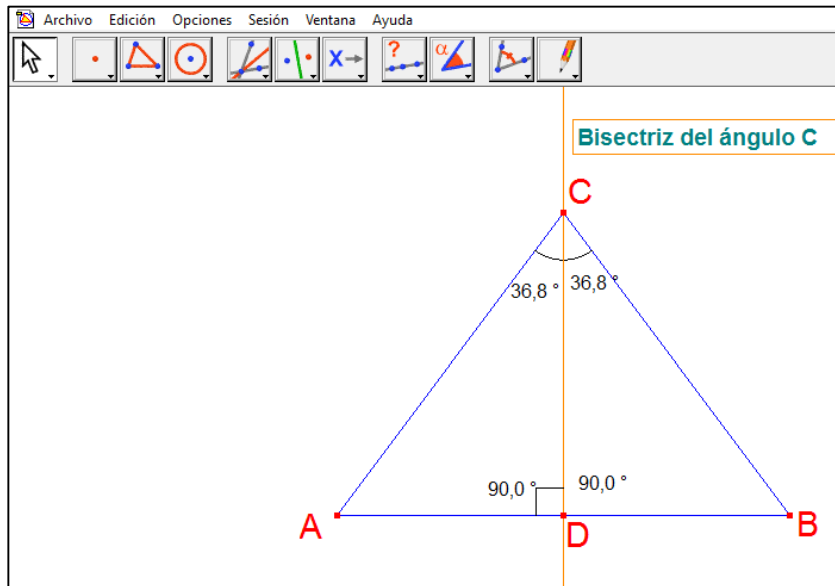 Archivo Edición Opciones Sesión Ventana Ayuda
? α
X
Bisectriz del ángulo C
C
36,8 ° 36,8 °
90,0 ° 90,0 °
A D B